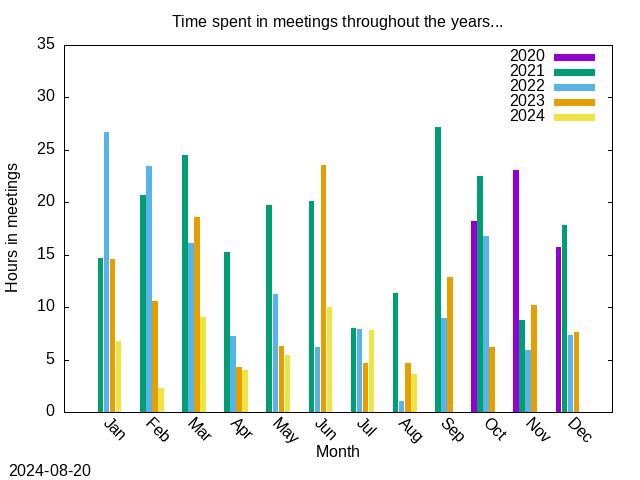 Time spent in meetings throughout the years...
35
30
25
20
15
10
5
0
Hours in meetings
2020
2021
2022
2023
2024
Jan
Feb
Mar
Apr
May
Jun
Jul
Aug
Sep
Oct
Nov
Dec
Month
2024-08-20